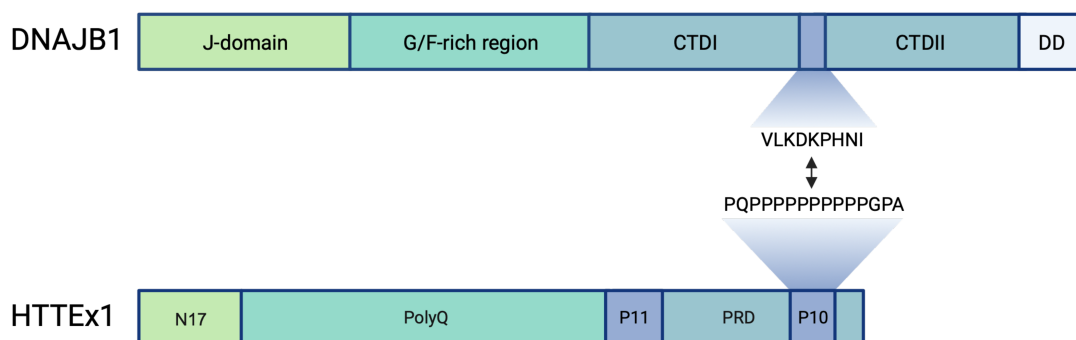 DNAJB1 J-domain G/F-rich region CTDI CTDII DD
VLKDKPHNI
PQPPPPPPPPPPGPA
HTTEx1 N17 PolyQ P11 PRD P10